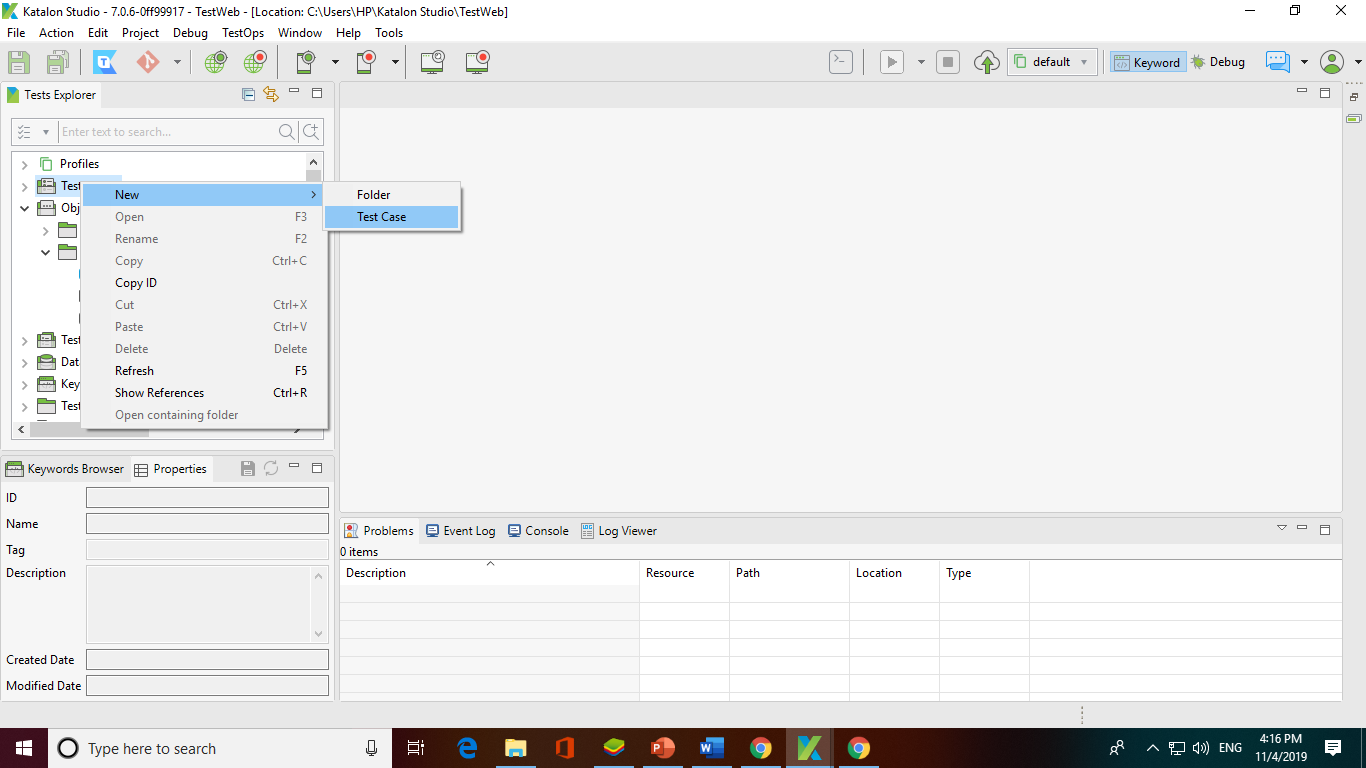 Katalon Studio - 7.0.6-0ff99917 - TestWeb - [Location: C:\Users\HP\Katalon Studio\TestWeb]
File Action Edit Project Debug TestOps Window Help Tools
default Keyword Debug
Tests Explorer
Enter text to search...
Profiles
Test
Obj
Test
Dat
Key
Test
New
Open F3
Rename F2
Copy Ctrl+C
Copy ID
Cut Ctrl+X
Paste Ctrl+V
Delete Delete
Refresh F5
Show References Ctrl+R
Open containing folder
Folder
Test Case
Keywords Browser Properties
ID
Name
Tag
Description
Created Date
Modified Date
Problems Event Log Console Log Viewer
0 items
Description Resource Path Location Type
Type here to search
ENG
4:16 PM
11/4/2019